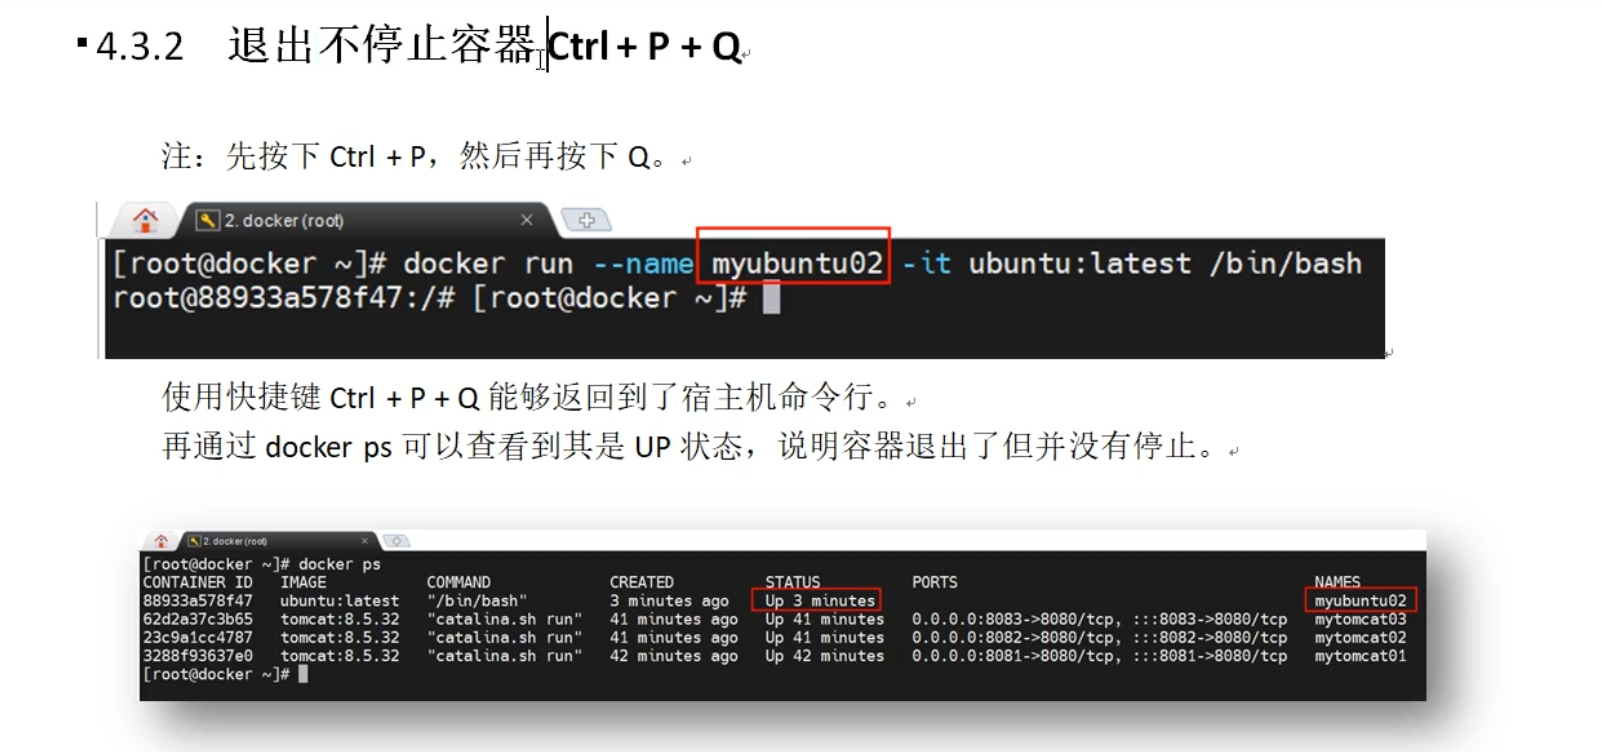 ▪ 4.3.2 退出不停止容器 Ctrl + P + Q
注：先按下 Ctrl + P，然后再按下 Q。
2. docker (root)
[root@docker ~]# docker run --name myubuntu02 -it ubuntu:latest /bin/bash
root@88933a578f47:/# [root@docker ~]#
使用快捷键 Ctrl + P + Q 能够返回到了宿主机命令行。
再通过 docker ps 可以查看到其是 UP 状态，说明容器退出了但并没有停止。
2. docker (root)
[root@docker ~]# docker ps
CONTAINER ID IMAGE COMMAND CREATED STATUS PORTS NAMES
88933a578f47 ubuntu:latest "/bin/bash" 3 minutes ago Up 3 minutes myubuntu02
62d2a37c3b65 tomcat:8.5.32 "catalina.sh run" 41 minutes ago Up 41 minutes 0.0.0.0:8083->8080/tcp, :::8083->8080/tcp mytomcat03
23c9a1cc4787 tomcat:8.5.32 "catalina.sh run" 41 minutes ago Up 41 minutes 0.0.0.0:8082->8080/tcp, :::8082->8080/tcp mytomcat02
3288f93637e0 tomcat:8.5.32 "catalina.sh run" 42 minutes ago Up 42 minutes 0.0.0.0:8081->8080/tcp, :::8081->8080/tcp mytomcat01
[root@docker ~]#